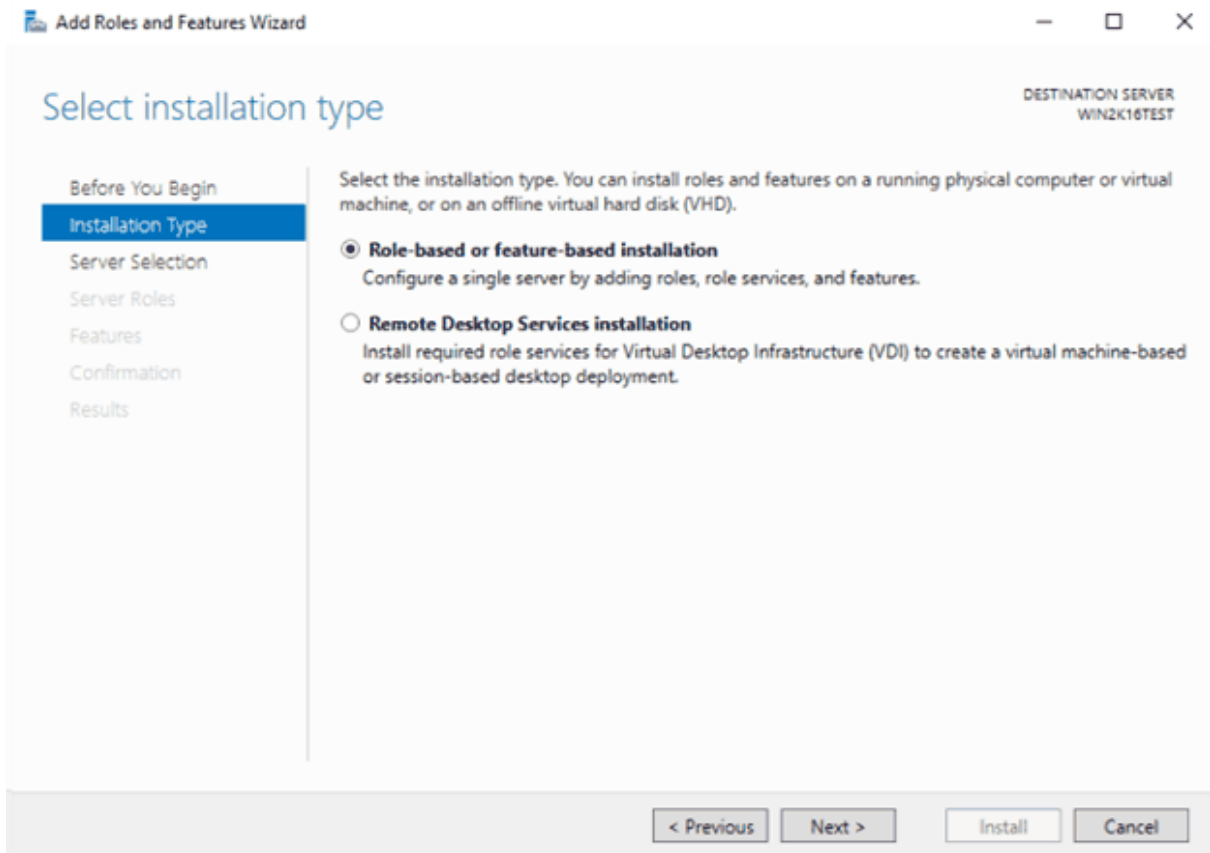 Add Roles and Features Wizard
Select installation type
DESTINATION SERVER
WIN2K16TEST
Before You Begin
Installation Type
Server Selection
Server Roles
Features
Confirmation
Results
Select the installation type. You can install roles and features on a running physical computer or virtual
machine, or on an offline virtual hard disk (VHD).
Role-based or feature-based installation
Configure a single server by adding roles, role services, and features.
Remote Desktop Services installation
Install required role services for Virtual Desktop Infrastructure (VDI) to create a virtual machine-based
or session-based desktop deployment.
< Previous
Next >
Install
Cancel